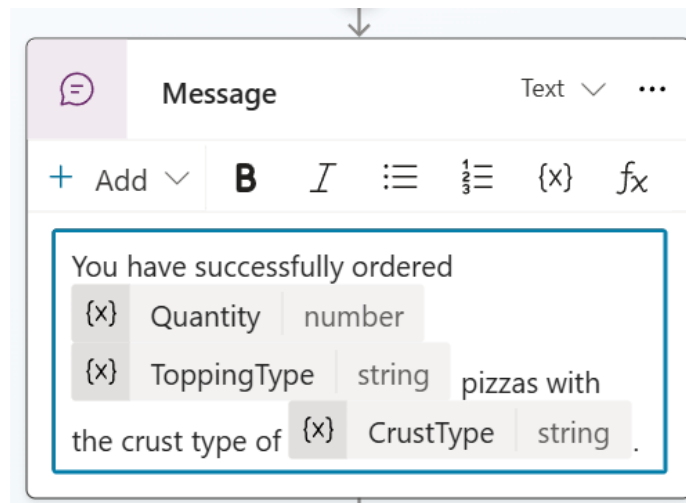 Message
Text
Add B I {x} fx
You have successfully ordered
{x} Quantity number
{x} ToppingType string pizzas with
the crust type of {x} CrustType string .